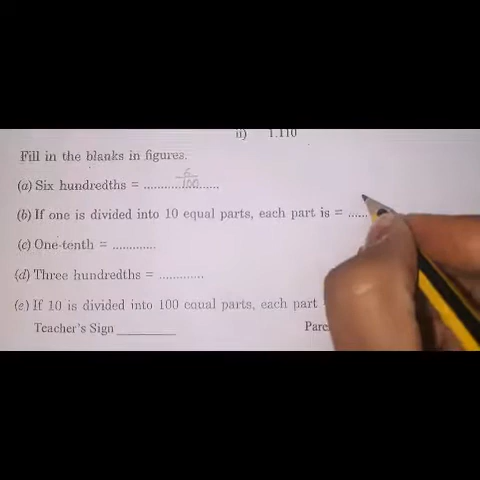 ii) 1.110
Fill in the blanks in figures.
(a) Six hundredths = ............6/100......
(b) If one is divided into 10 equal parts, each part is = ......
(c) One-tenth = .............
(d) Three hundredths = .............
(e) If 10 is divided into 100 equal parts, each part
Teacher's Sign __________